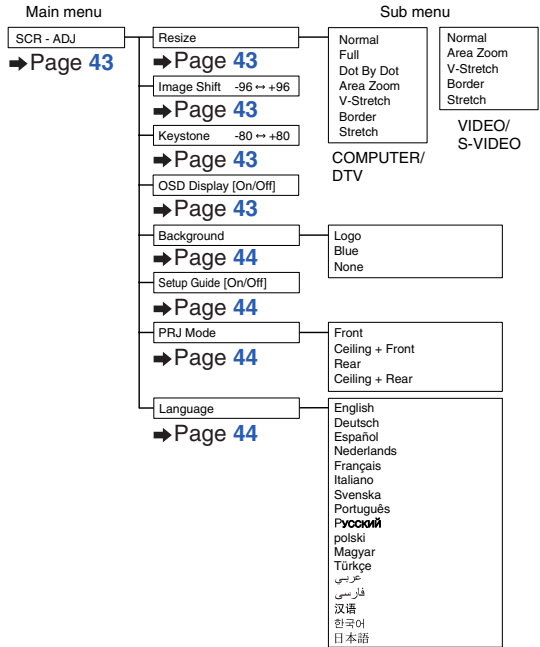 Main menu
Sub menu
SCR - ADJ
➡Page 43
Resize
➡Page 43
Image Shift -96 ↔ +96
➡Page 43
Keystone -80 ↔ +80
➡Page 43
OSD Display [On/Off]
➡Page 43
Background
➡Page 44
Setup Guide [On/Off]
➡Page 44
PRJ Mode
➡Page 44
Language
➡Page 44
Normal
Full
Dot By Dot
Area Zoom
V-Stretch
Border
Stretch
COMPUTER/
DTV
Normal
Area Zoom
V-Stretch
Border
Stretch
VIDEO/
S-VIDEO
Logo
Blue
None
Front
Ceiling + Front
Rear
Ceiling + Rear
English
Deutsch
Español
Nederlands
Français
Italiano
Svenska
Português
Русский
polski
Magyar
Türkçe
عربي
فارسی
汉语
한국어
日本語